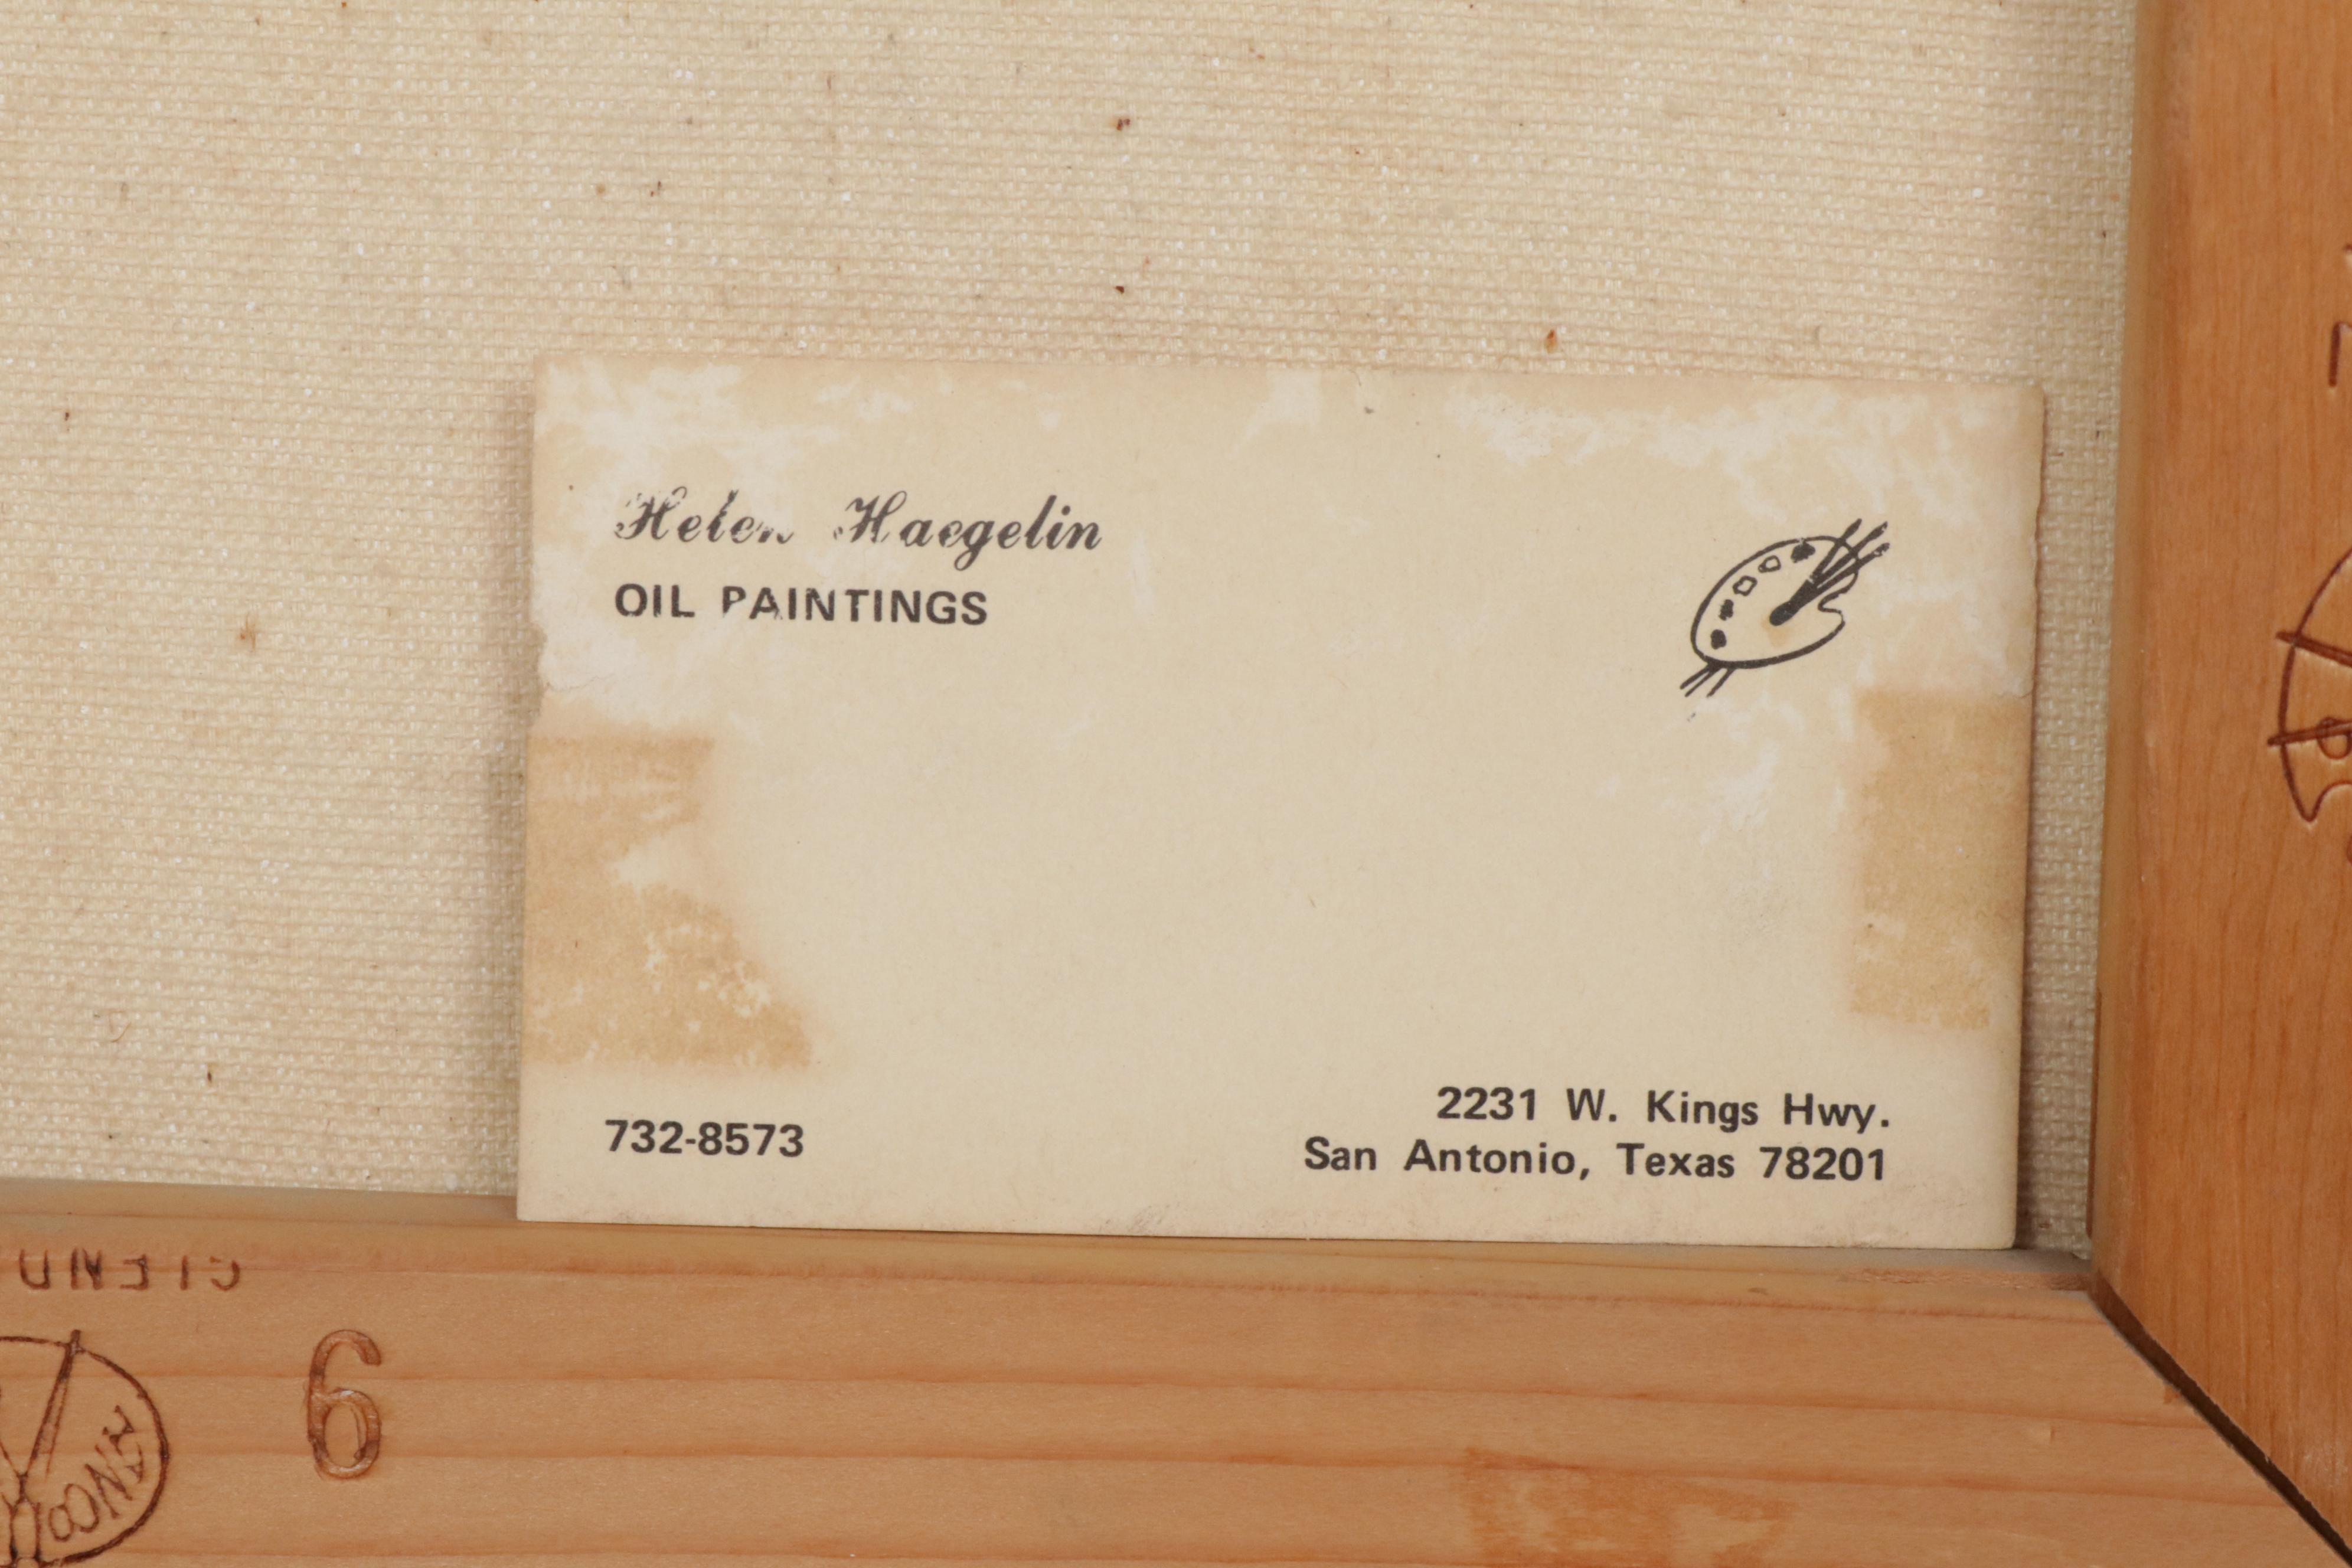 Helen Haegelin
OIL PAINTINGS
732-8573
2231 W. Kings Hwy.
San Antonio, Texas 78201
6